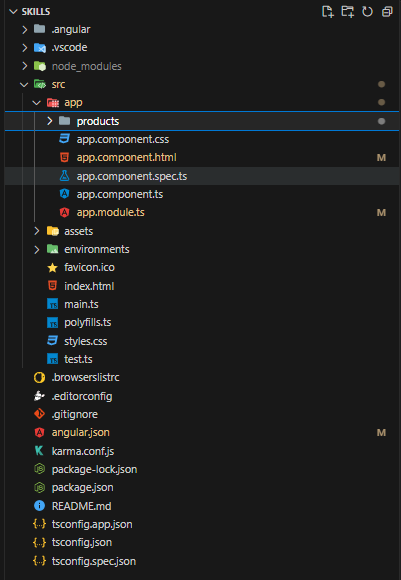 SKILLS
.angular
.vscode
node_modules
src
app
products
app.component.css
app.component.html M
app.component.spec.ts
app.component.ts
app.module.ts M
assets
environments
favicon.ico
index.html
TS main.ts
TS polyfills.ts
styles.css
TS test.ts
.browserslistrc
.editorconfig
.gitignore
angular.json M
karma.conf.js
package-lock.json
package.json
README.md
{..} tsconfig.app.json
{..} tsconfig.json
{..} tsconfig.spec.json